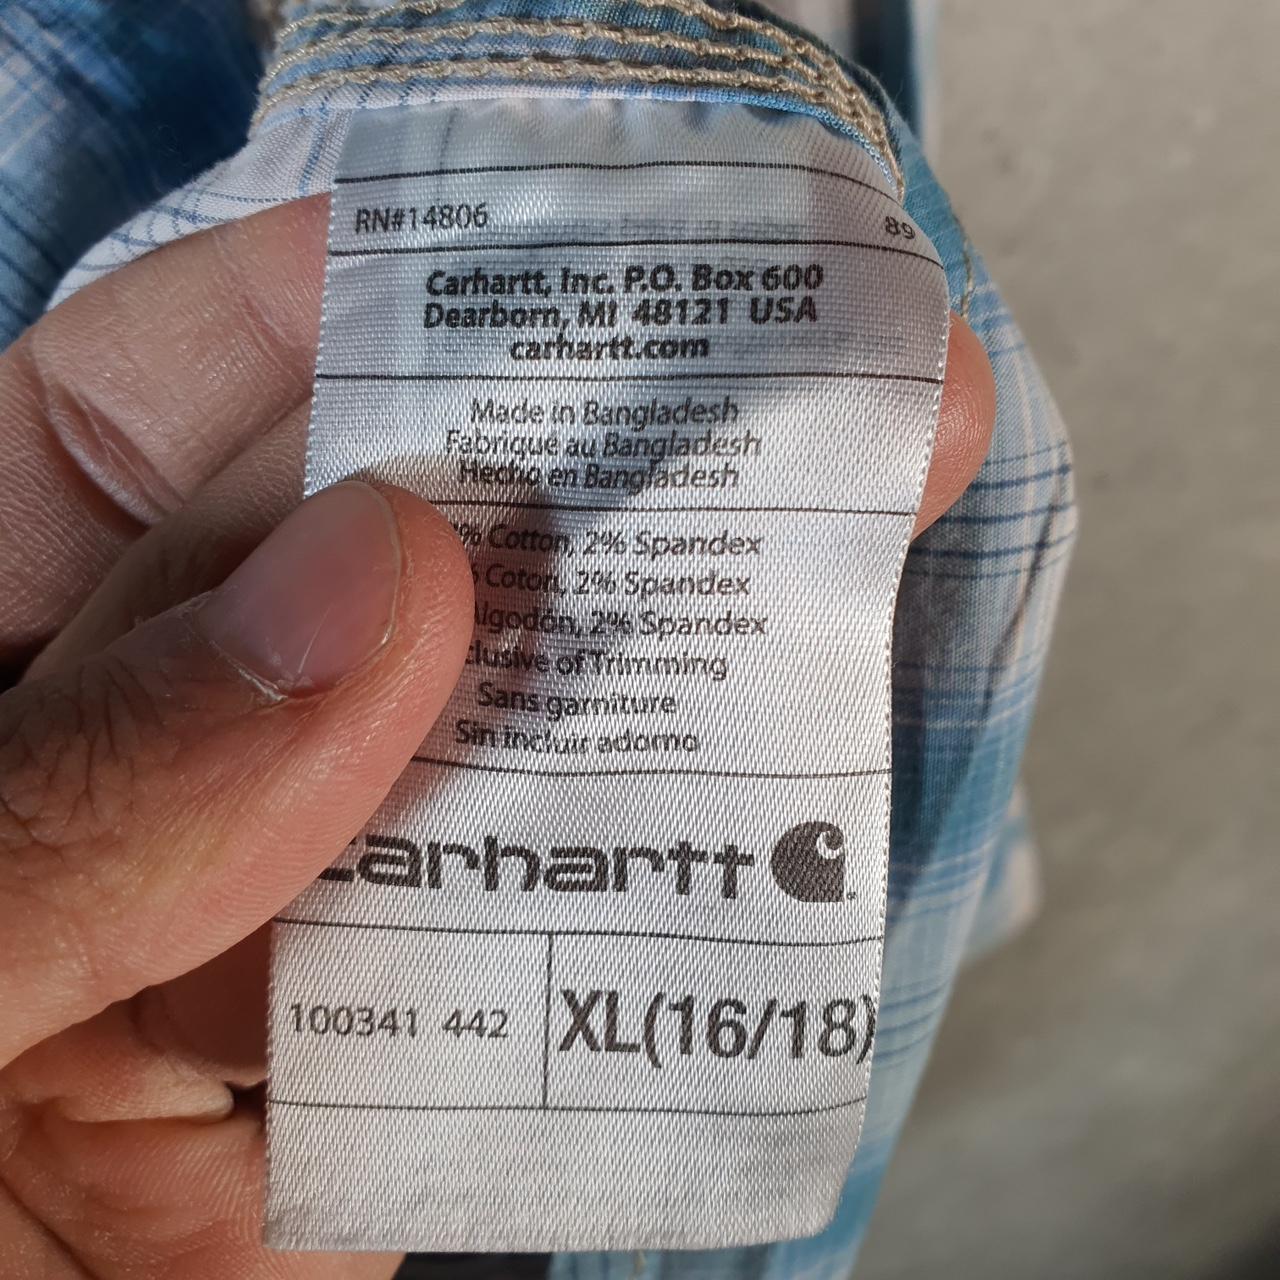 RN#14806 89
Carhartt, Inc. P.O. Box 600
Dearborn, MI 48121 USA
carhartt.com
Made in Bangladesh
Fabriqué au Bangladesh
Hecho en Bangladesh
% Cotton, 2% Spandex
Coton, 2% Spandex
Algodón, 2% Spandex
clusive of Trimming
Sans garniture
Sin incluir adorno
carhartt
100341 442 XL(16/18)